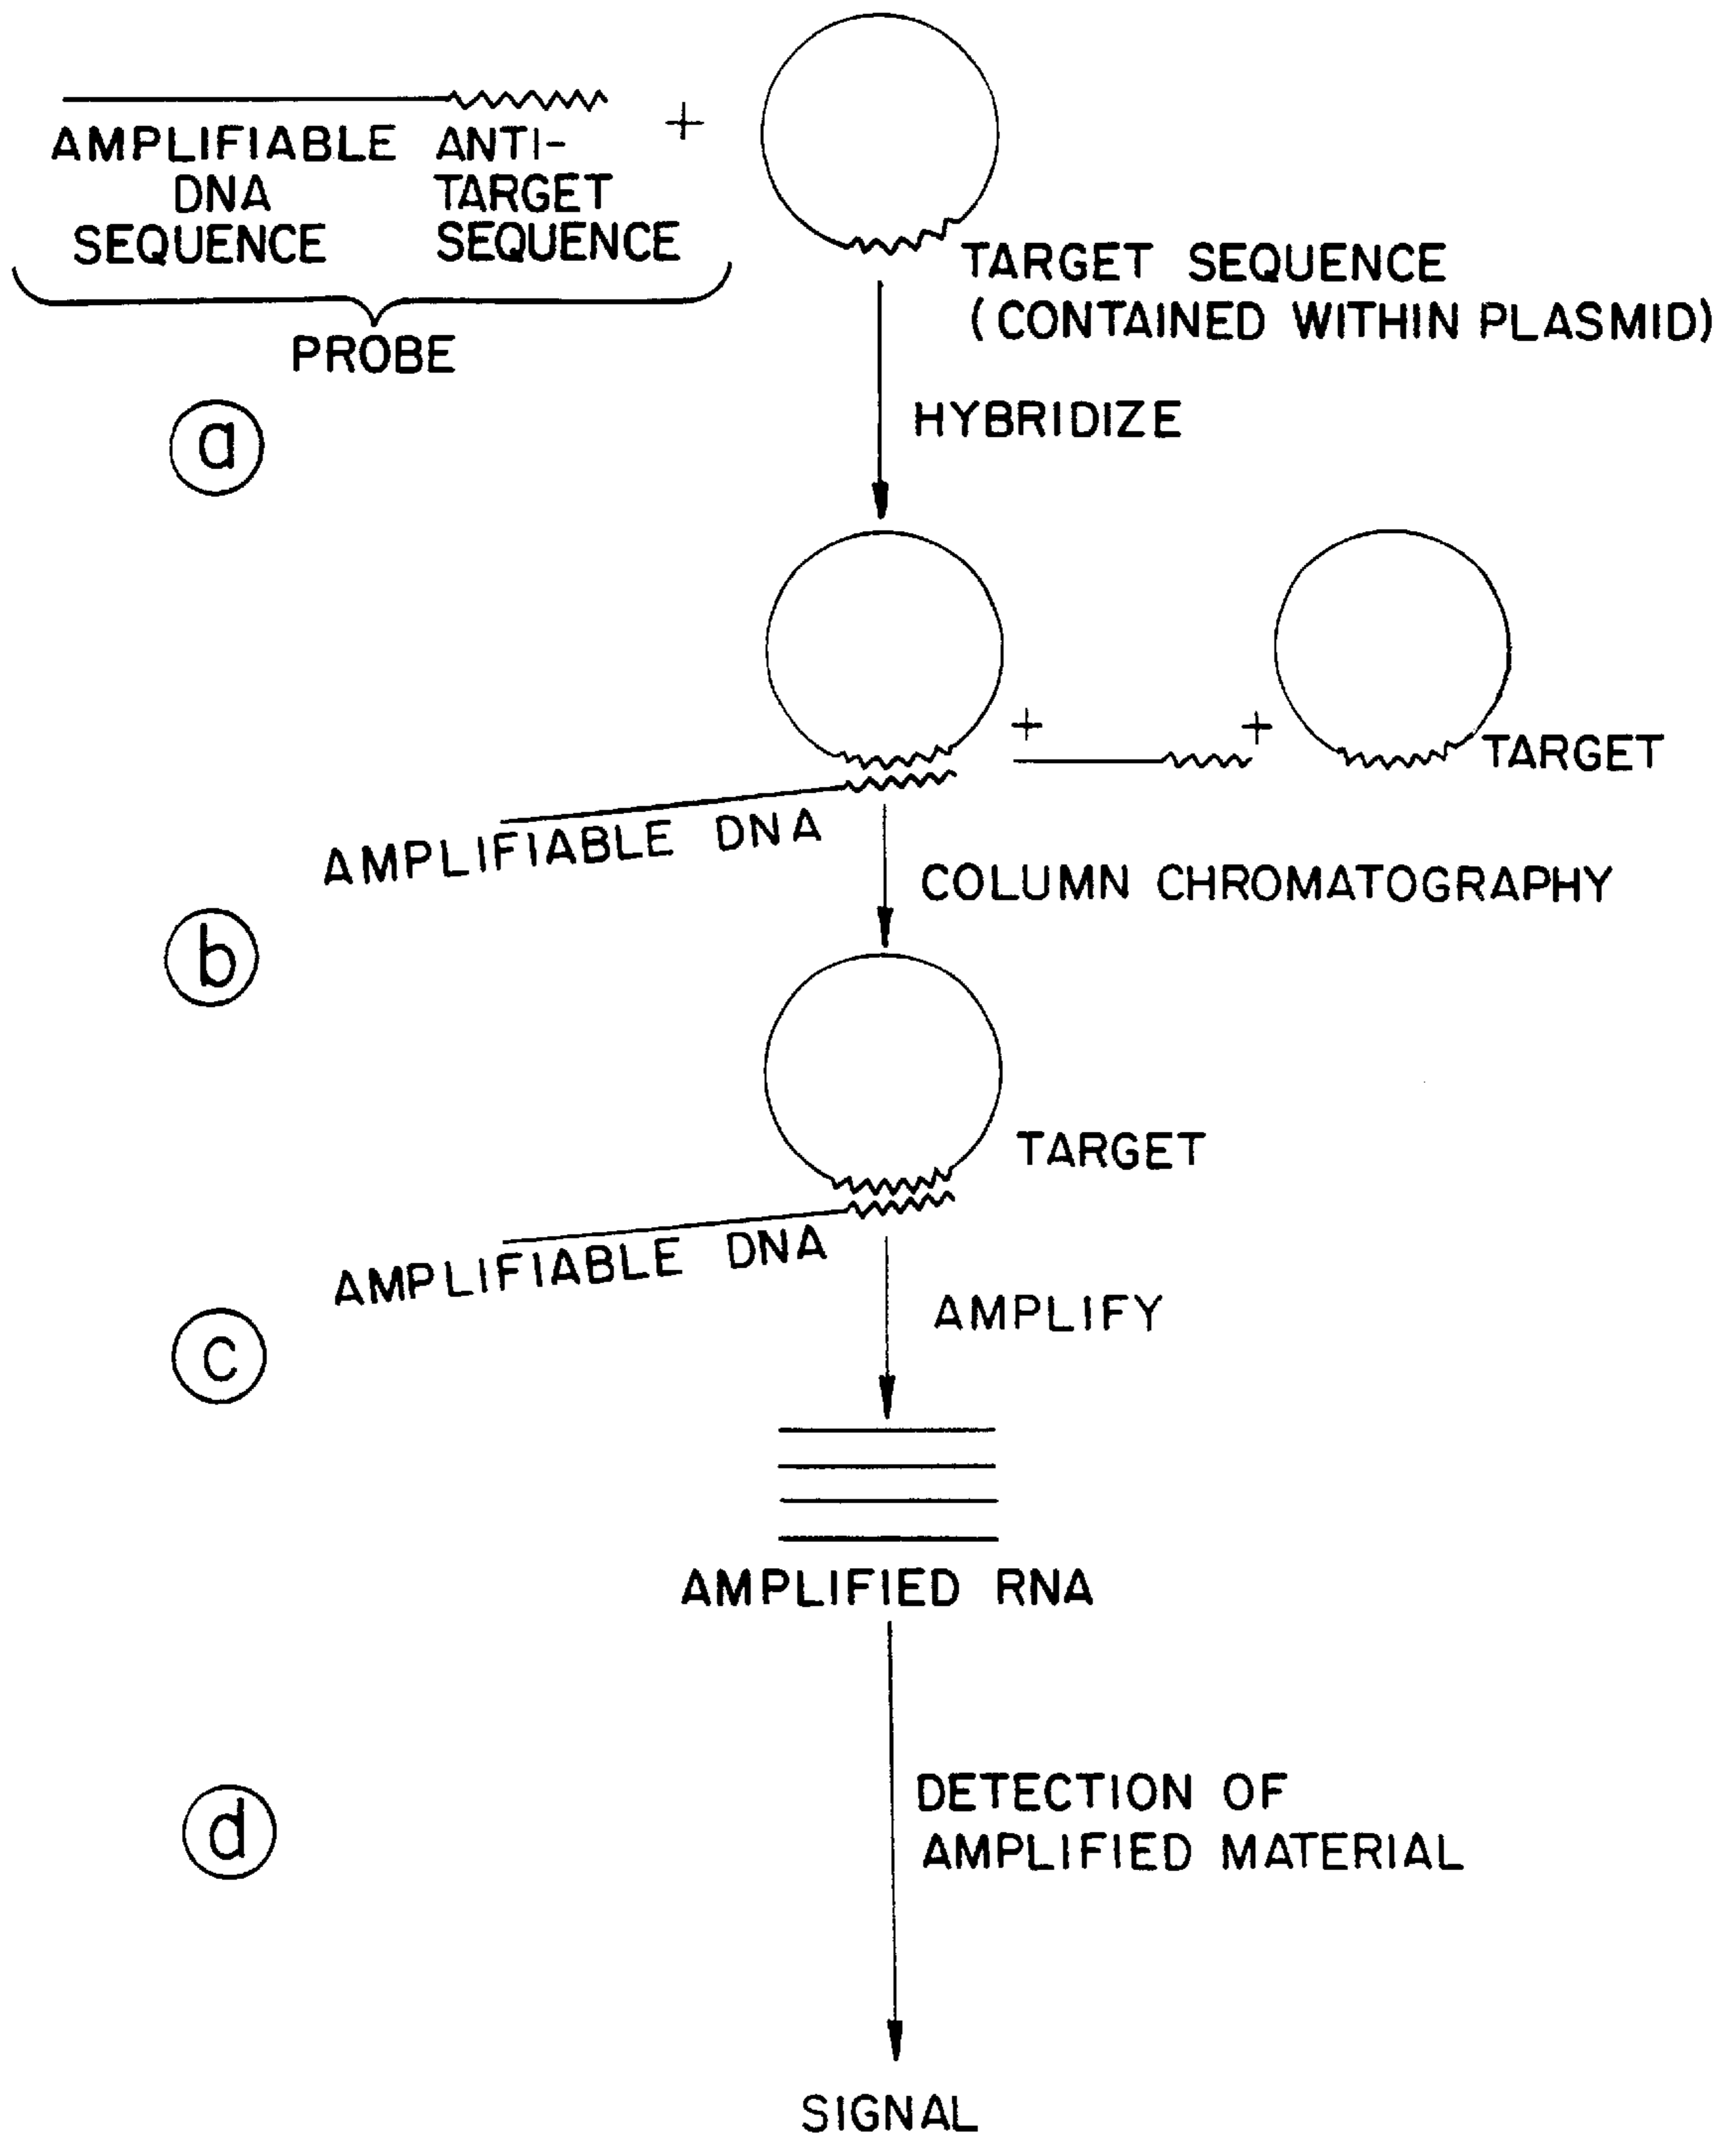 AMPLIFIABLE
DNA
SEQUENCE
ANTI-
TARGET
SEQUENCE
+
TARGET SEQUENCE
(CONTAINED WITHIN PLASMID)
PROBE
a
HYBRIDIZE
+
+
TARGET
AMPLIFIABLE DNA
COLUMN CHROMATOGRAPHY
b
TARGET
AMPLIFIABLE DNA
AMPLIFY
c
AMPLIFIED RNA
DETECTION OF
AMPLIFIED MATERIAL
d
SIGNAL